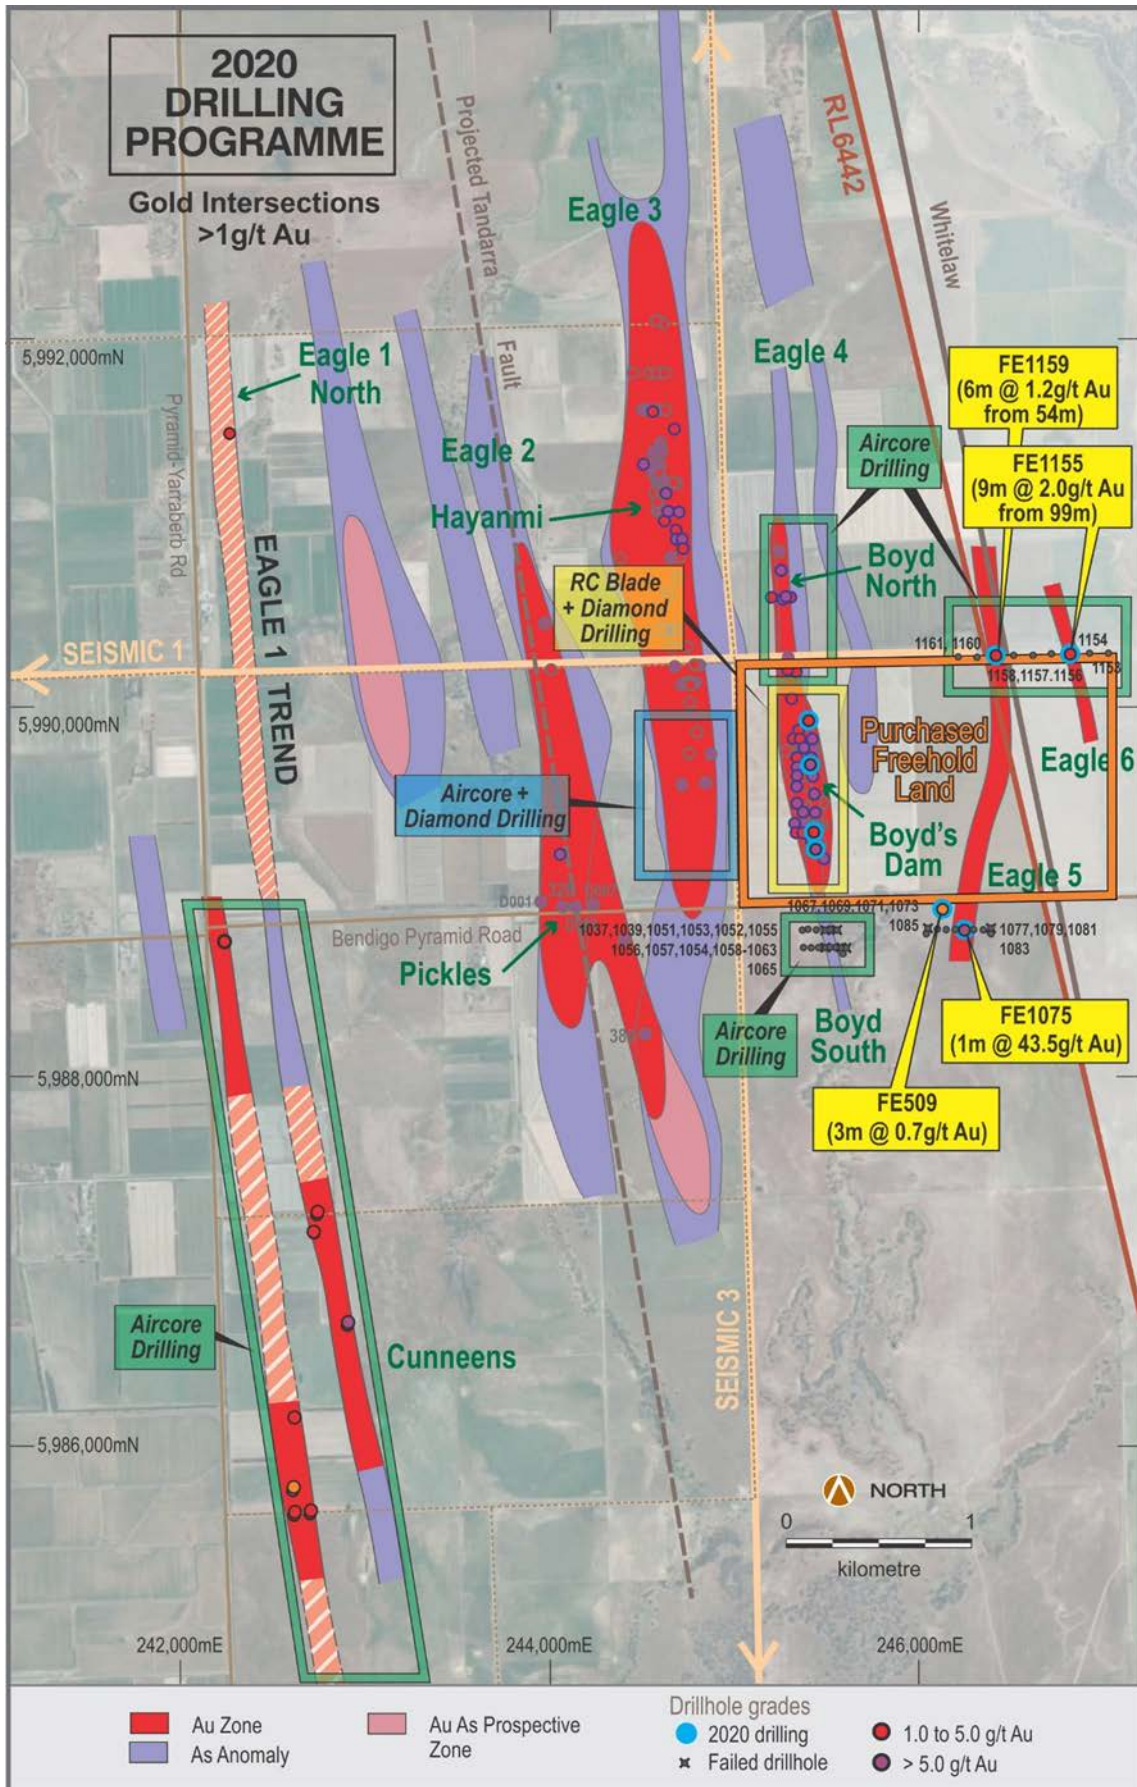 2020
DRILLING
PROGRAMME
Gold Intersections
>1g/t Au
Projected Tandarra
Fault
RL6442
Whitelaw
Eagle 3
5,992,000mN
Eagle 1
North
Eagle 4
FE1159
(6m @ 1.2g/t Au
from 54m)
Pyramid-Yarraberb Rd
Eagle 2
Aircore
Drilling
FE1155
(9m @ 2.0g/t Au
from 99m)
Hayanmi
EAGLE 1 TREND
RC Blade
+ Diamond
Drilling
Boyd
North
SEISMIC 1
1161, 1160
1154
1158,1157.1156
1153
5,990,000mN
Purchased
Freehold
Land
Eagle 6
Aircore +
Diamond Drilling
Boyd's
Dam
Eagle 5
D001
1067,1069,1071,1073
1085
Bendigo Pyramid Road
1037,1039,1051,1053,1052,1055
1056,1057,1054,1058-1063
1065
1077,1079,1081
1083
Pickles
Aircore
Drilling
Boyd
South
FE1075
(1m @ 43.5g/t Au)
5,988,000mN
FE509
(3m @ 0.7g/t Au)
Aircore
Drilling
Cunneens
SEISMIC 3
5,986,000mN
NORTH
0 1
kilometre
242,000mE
244,000mE
246,000mE
Au Zone
As Anomaly
Au As Prospective
Zone
Drillhole grades
2020 drilling
Failed drillhole
1.0 to 5.0 g/t Au
> 5.0 g/t Au